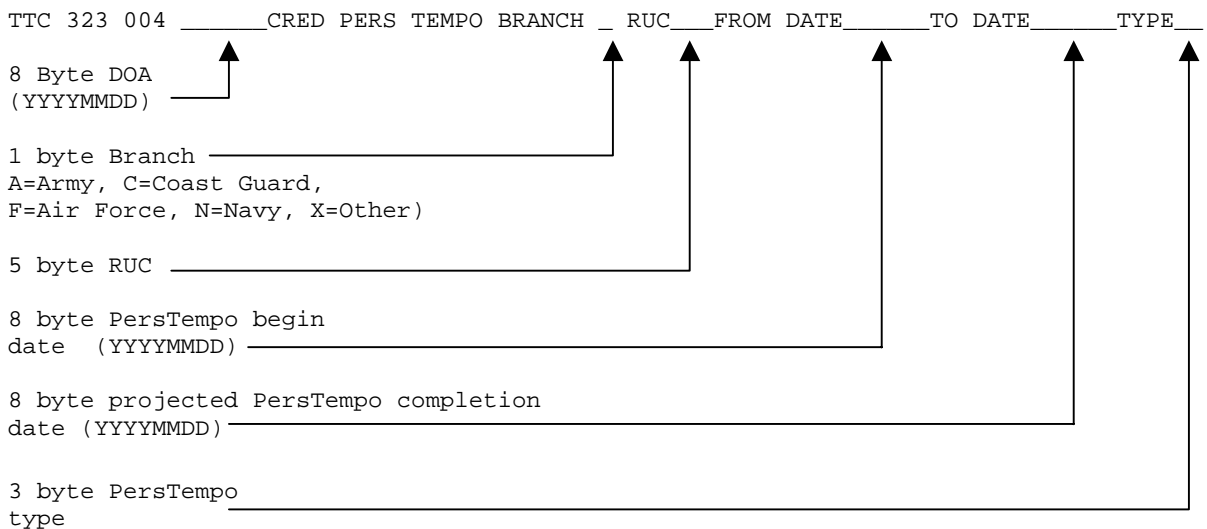 TTC 323 004 ______CRED PERS TEMPO BRANCH _ RUC___FROM DATE______TO DATE______TYPE__
8 Byte DOA
(YYYYMMDD)
1 byte Branch
A=Army, C=Coast Guard,
F=Air Force, N=Navy, X=Other)
5 byte RUC
8 byte PersTempo begin
date (YYYYMMDD)
8 byte projected PersTempo completion
date (YYYYMMDD)
3 byte PersTempo
type